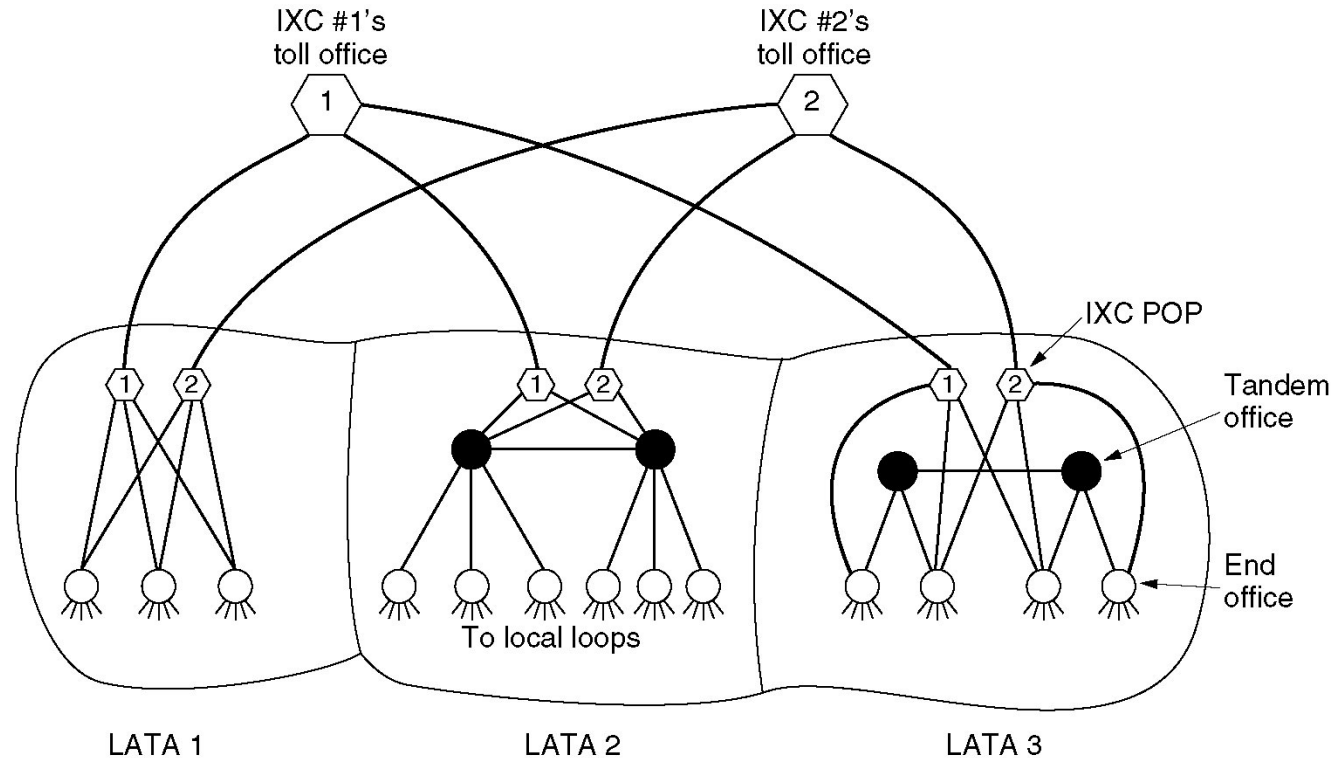 IXC #1's
toll office
IXC #2's
toll office
1
2
IXC POP
1
2
1
2
1
2
Tandem
office
End
office
To local loops
LATA 1
LATA 2
LATA 3